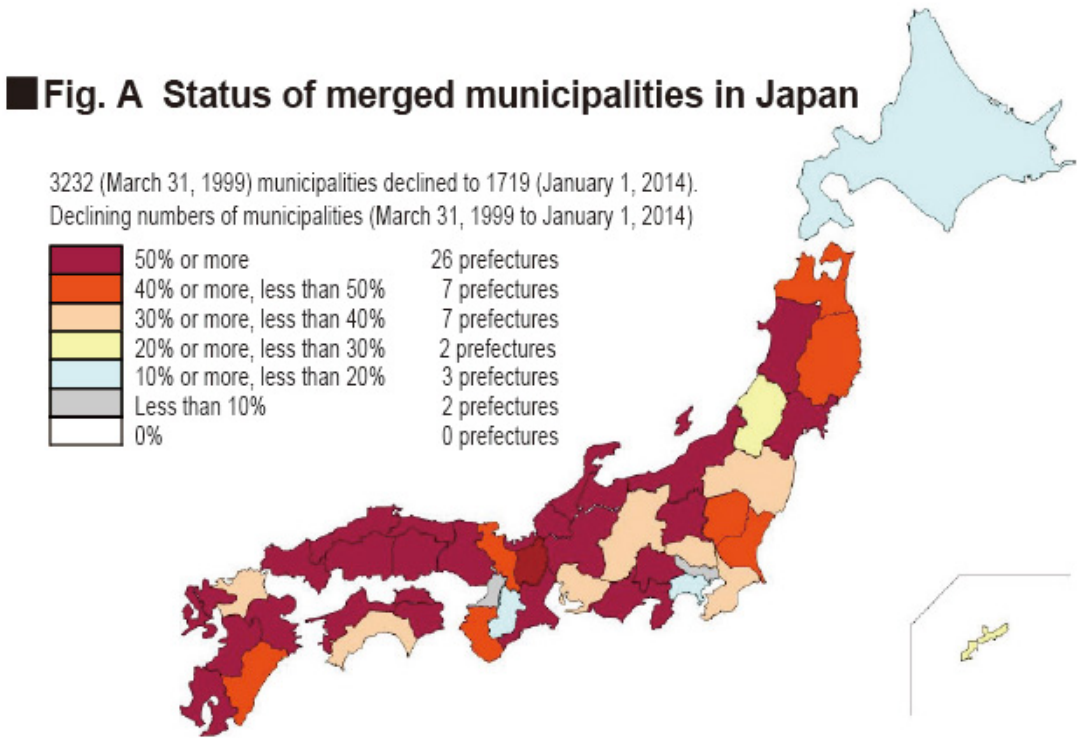 ■Fig. A Status of merged municipalities in Japan
3232 (March 31, 1999) municipalities declined to 1719 (January 1, 2014).
Declining numbers of municipalities (March 31, 1999 to January 1, 2014)
50% or more 26 prefectures
40% or more, less than 50% 7 prefectures
30% or more, less than 40% 7 prefectures
20% or more, less than 30% 2 prefectures
10% or more, less than 20% 3 prefectures
Less than 10% 2 prefectures
0% 0 prefectures